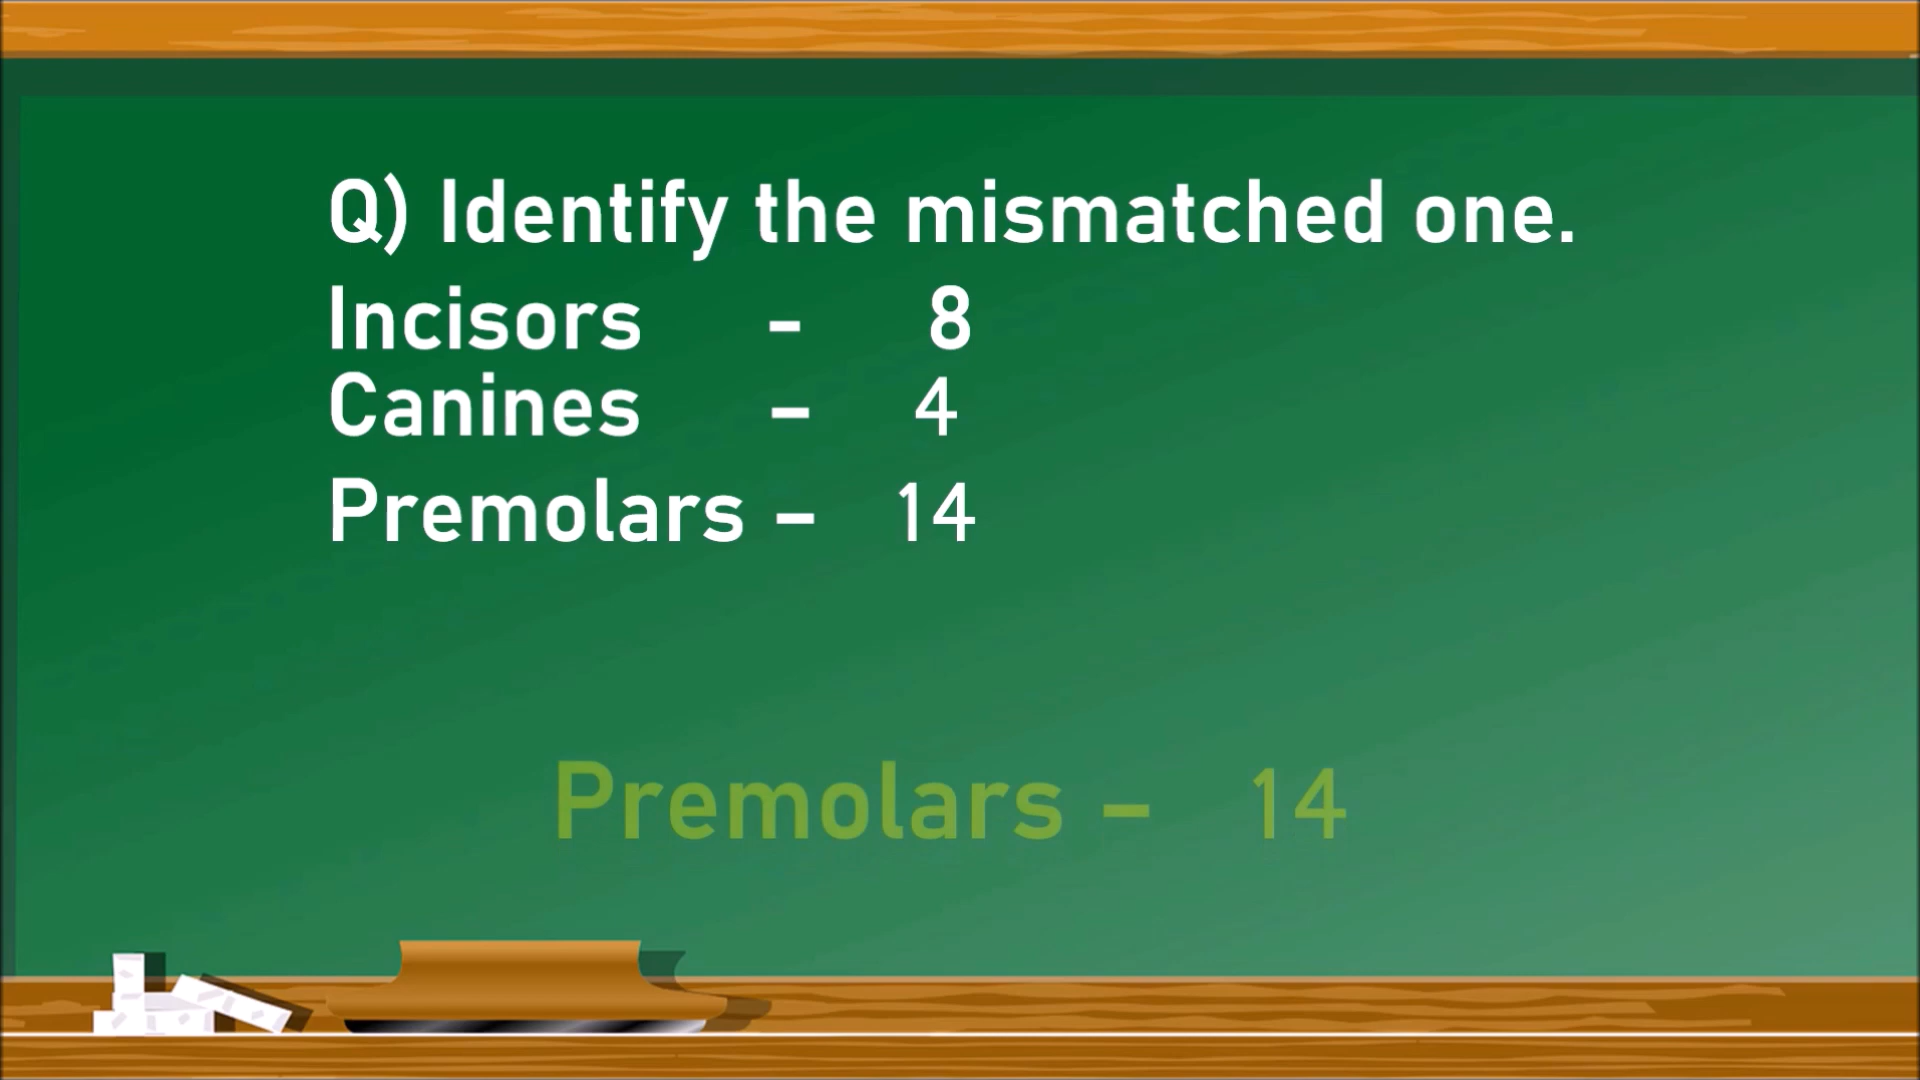 Q) Identify the mismatched one.
Incisors - 8
Canines – 4
Premolars – 14
Premolars – 14